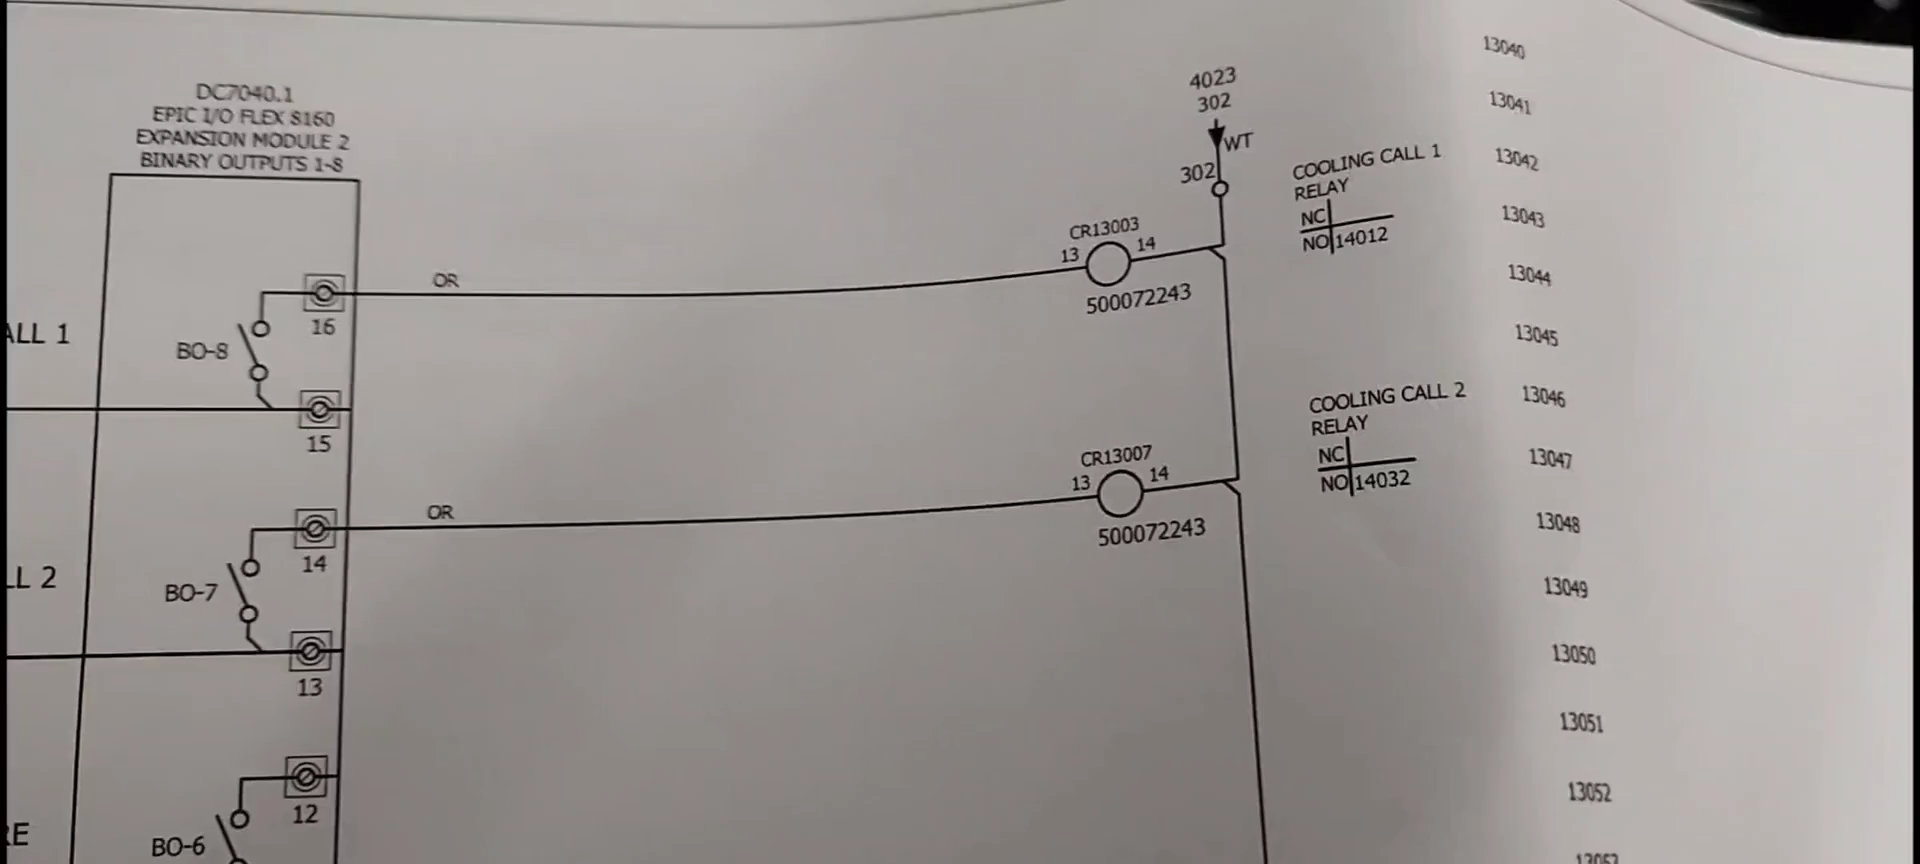 DC7040.1
EPIC I/O FLEX 8160
EXPANSION MODULE 2
BINARY OUTPUTS 1-8
4023
302
WT
302
COOLING CALL 1
RELAY
NC
NO 14012
CR13003
13
14
500072243
OR
16
BO-8
15
ALL 1
COOLING CALL 2
RELAY
NC
NO 14032
CR13007
13
14
500072243
OR
14
BO-7
13
LL 2
12
BO-6
RE
13040
13041
13042
13043
13044
13045
13046
13047
13048
13049
13050
13051
13052